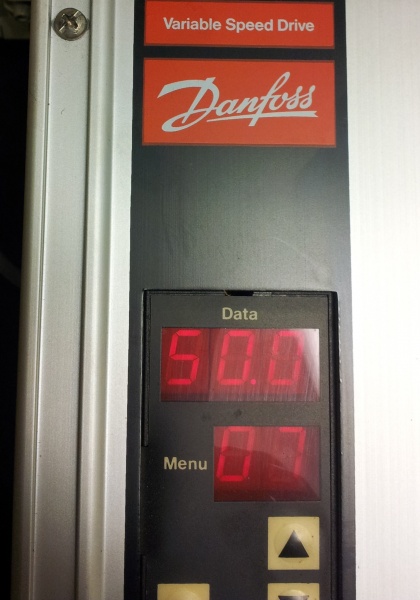 Variable Speed Drive
Danfoss
Data
50.0
Menu 07